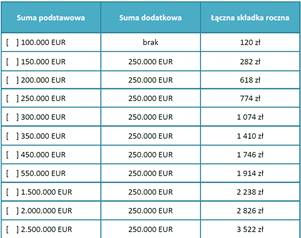 Suma podstawowa Suma dodatkowa Łączna składka roczna
[ ] 100.000 EUR brak 120 zł
[ ] 150.000 EUR 250.000 EUR 282 zł
[ ] 200.000 EUR 250.000 EUR 618 zł
[ ] 250.000 EUR 250.000 EUR 774 zł
[ ] 300.000 EUR 250.000 EUR 1 074 zł
[ ] 350.000 EUR 250.000 EUR 1 410 zł
[ ] 450.000 EUR 250.000 EUR 1 746 zł
[ ] 550.000 EUR 250.000 EUR 1 914 zł
[ ] 1.500.000 EUR 250.000 EUR 2 238 zł
[ ] 2.000.000 EUR 250.000 EUR 2 826 zł
[ ] 2.500.000 EUR 250.000 EUR 3 522 zł